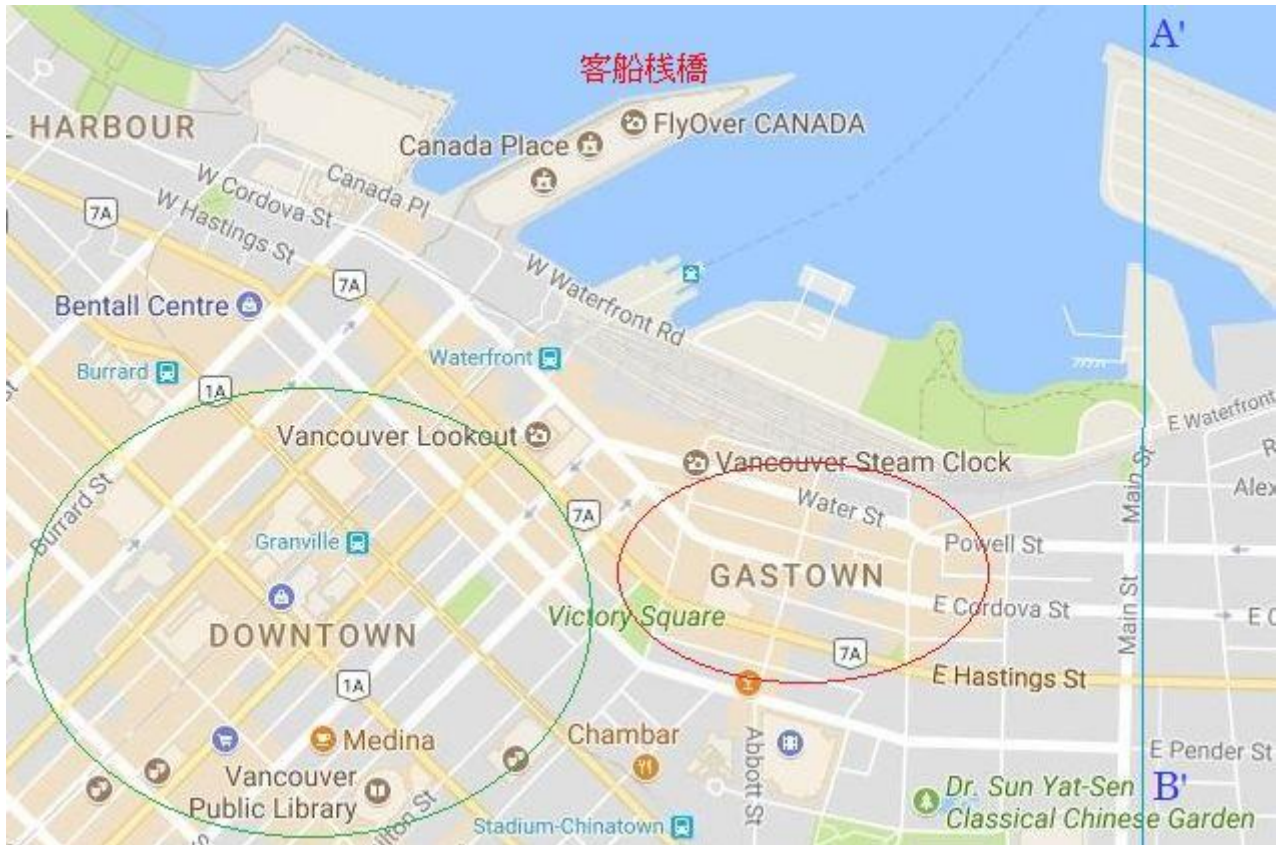 A'
客船桟橋
FlyOver CANADA
HARBOUR
Canada Place
W Cordova St
Canada Pl
7A
W Hastings St
W Waterfront Rd
7A
Bentall Centre
Waterfront
Burrard
1A
E Waterfront
Vancouver Lookout
Vancouver Steam Clock
Main St
Alex
Burrard St
Water St
7A
Granville
Powell St
GASTOWN
DOWNTOWN
Victory Square
E Cordova St
Main St
7A
1A
E Hastings St
Medina
Chambar
Abbott St
E Pender St
Vancouver
Public Library
Dr. Sun Yat-Sen
Classical Chinese Garden
B'
Stadium-Chinatown